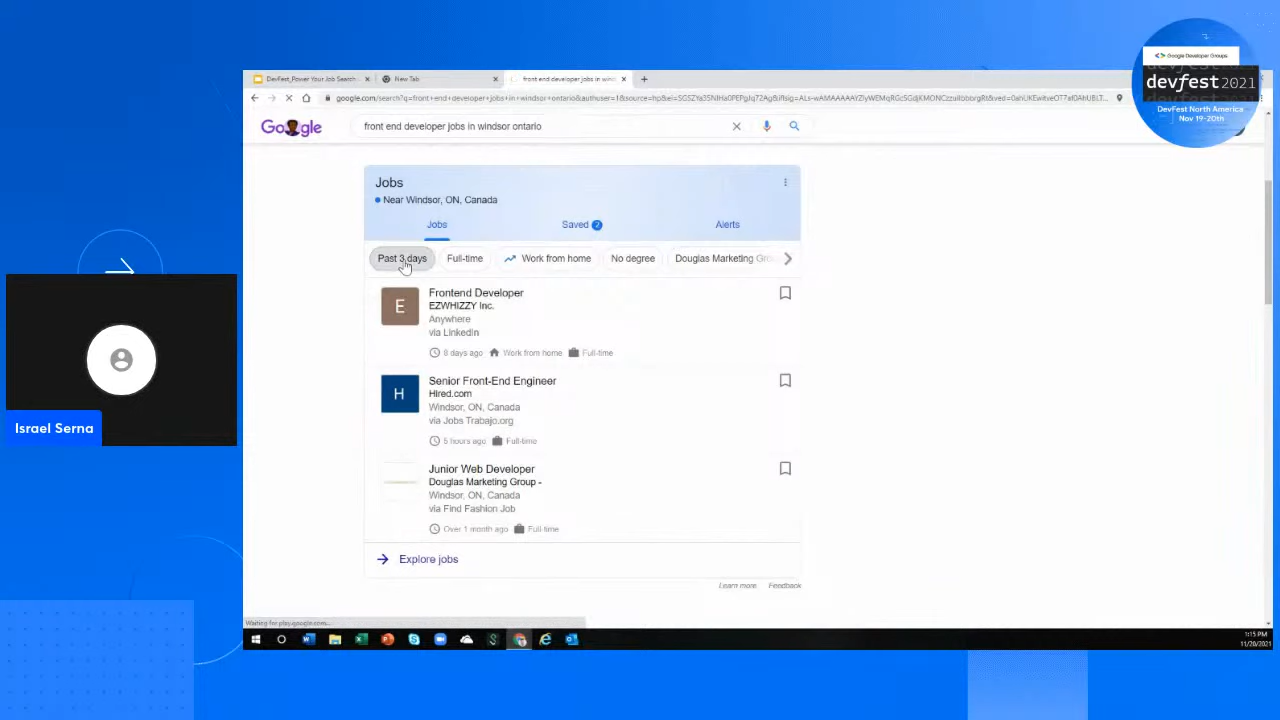 Google Developer Groups
devfest2021
DevFest North America
Nov 19-20th
DevFest_Power Your Job Search...
New Tab
front end developer jobs in wind
Google
front end developer jobs in windsor ontario
Jobs
Near Windsor, ON, Canada
Jobs
Saved 2
Alerts
Past 3 days
Full-time
Work from home
No degree
Douglas Marketing Gro
E
Frontend Developer
EZWHIZZY Inc.
Anywhere
via LinkedIn
8 days ago
Work from home
Full-time
H
Senior Front-End Engineer
Hired.com
Windsor, ON, Canada
via Jobs Trabajo.org
5 hours ago
Full-time
Junior Web Developer
Douglas Marketing Group -
Windsor, ON, Canada
via Find Fashion Job
Over 1 month ago
Full-time
Explore jobs
Learn more
Feedback
Israel Serna
Waiting for play.google.com...
1:15 PM
11/20/2021